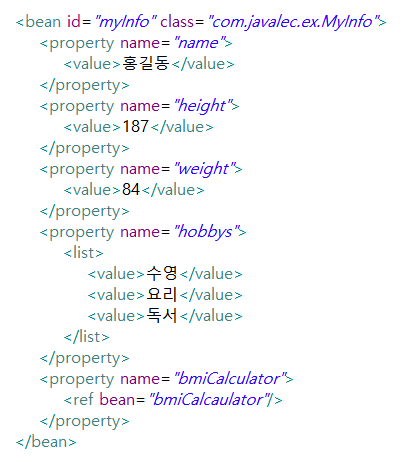 <bean id="myInfo" class="com.javalec.ex.MyInfo">
<property name="name">
<value>홍길동</value>
</property>
<property name="height">
<value>187</value>
</property>
<property name="weight">
<value>84</value>
</property>
<property name="hobbys">
<list>
<value>수영</value>
<value>요리</value>
<value>독서</value>
</list>
</property>
<property name="bmiCalculator">
<ref bean="bmiCalcaulator"/>
</property>
</bean>